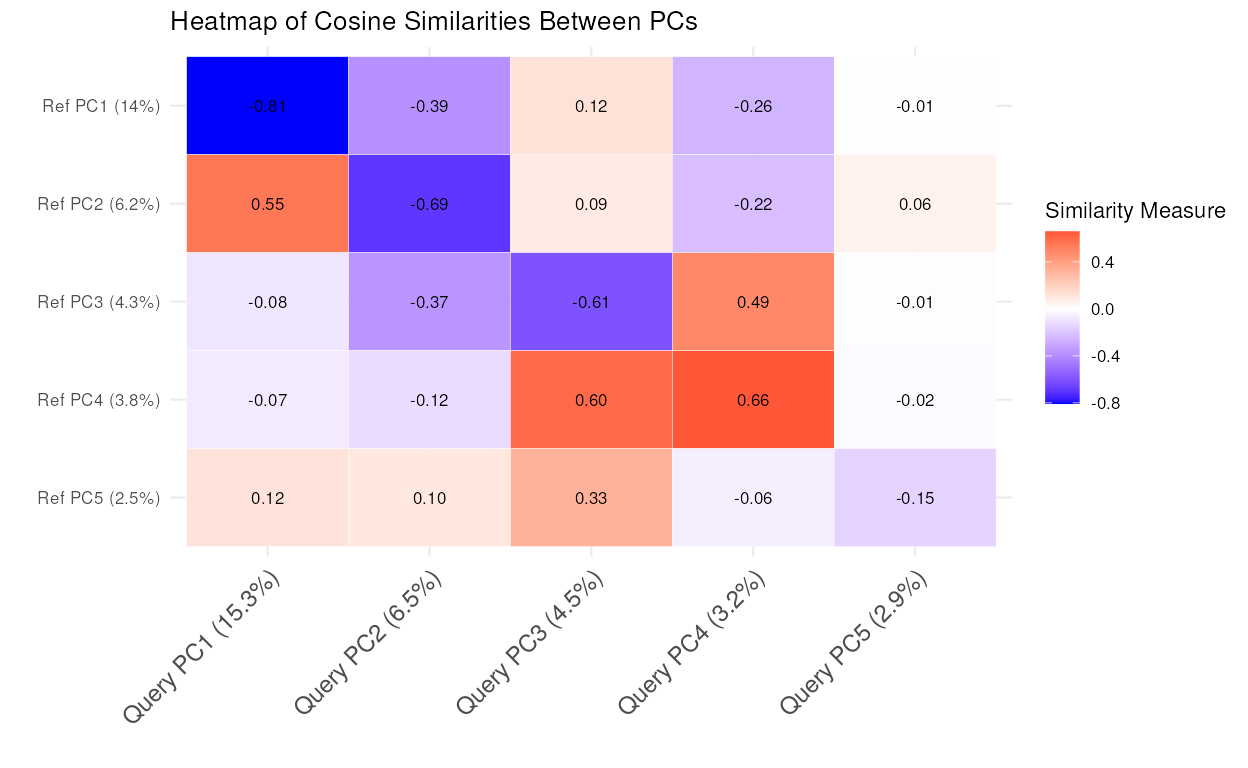 Heatmap of Cosine Similarities Between PCs
Ref PC1 (14%) -0.81 -0.39 0.12 -0.26 -0.01
Ref PC2 (6.2%) 0.55 -0.69 0.09 -0.22 0.06
Ref PC3 (4.3%) -0.08 -0.37 -0.61 0.49 -0.01
Ref PC4 (3.8%) -0.07 -0.12 0.60 0.66 -0.02
Ref PC5 (2.5%) 0.12 0.10 0.33 -0.06 -0.15
Query PC1 (15.3%)
Query PC2 (6.5%)
Query PC3 (4.5%)
Query PC4 (3.2%)
Query PC5 (2.9%)
Similarity Measure
0.4
0.0
-0.4
-0.8